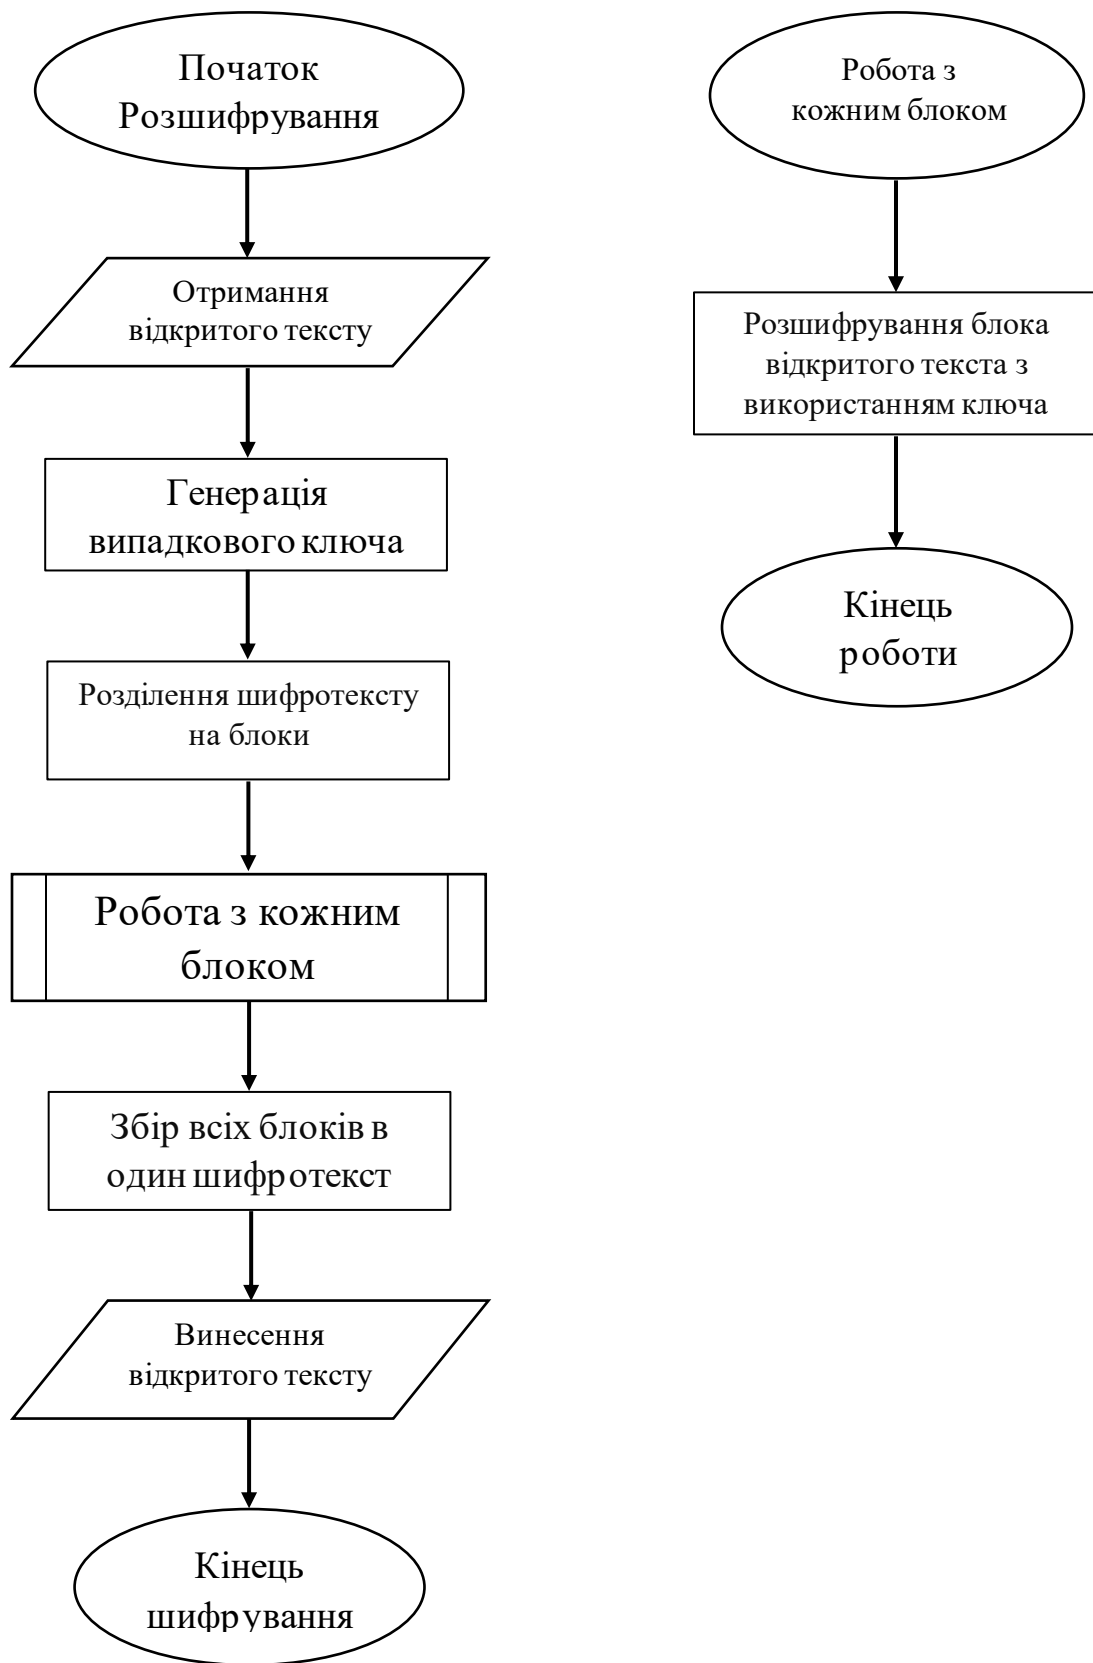 Початок
Розшифрування
Отримання
відкритого тексту
Генерація
випадкового ключа
Розділення шифротексту
на блоки
Робота з кожним
блоком
Збір всіх блоків в
один шифротекст
Винесення
відкритого тексту
Кінець
шифрування
Робота з
кожним блоком
Розшифрування блока
відкритого текста з
використанням ключа
Кінець
роботи